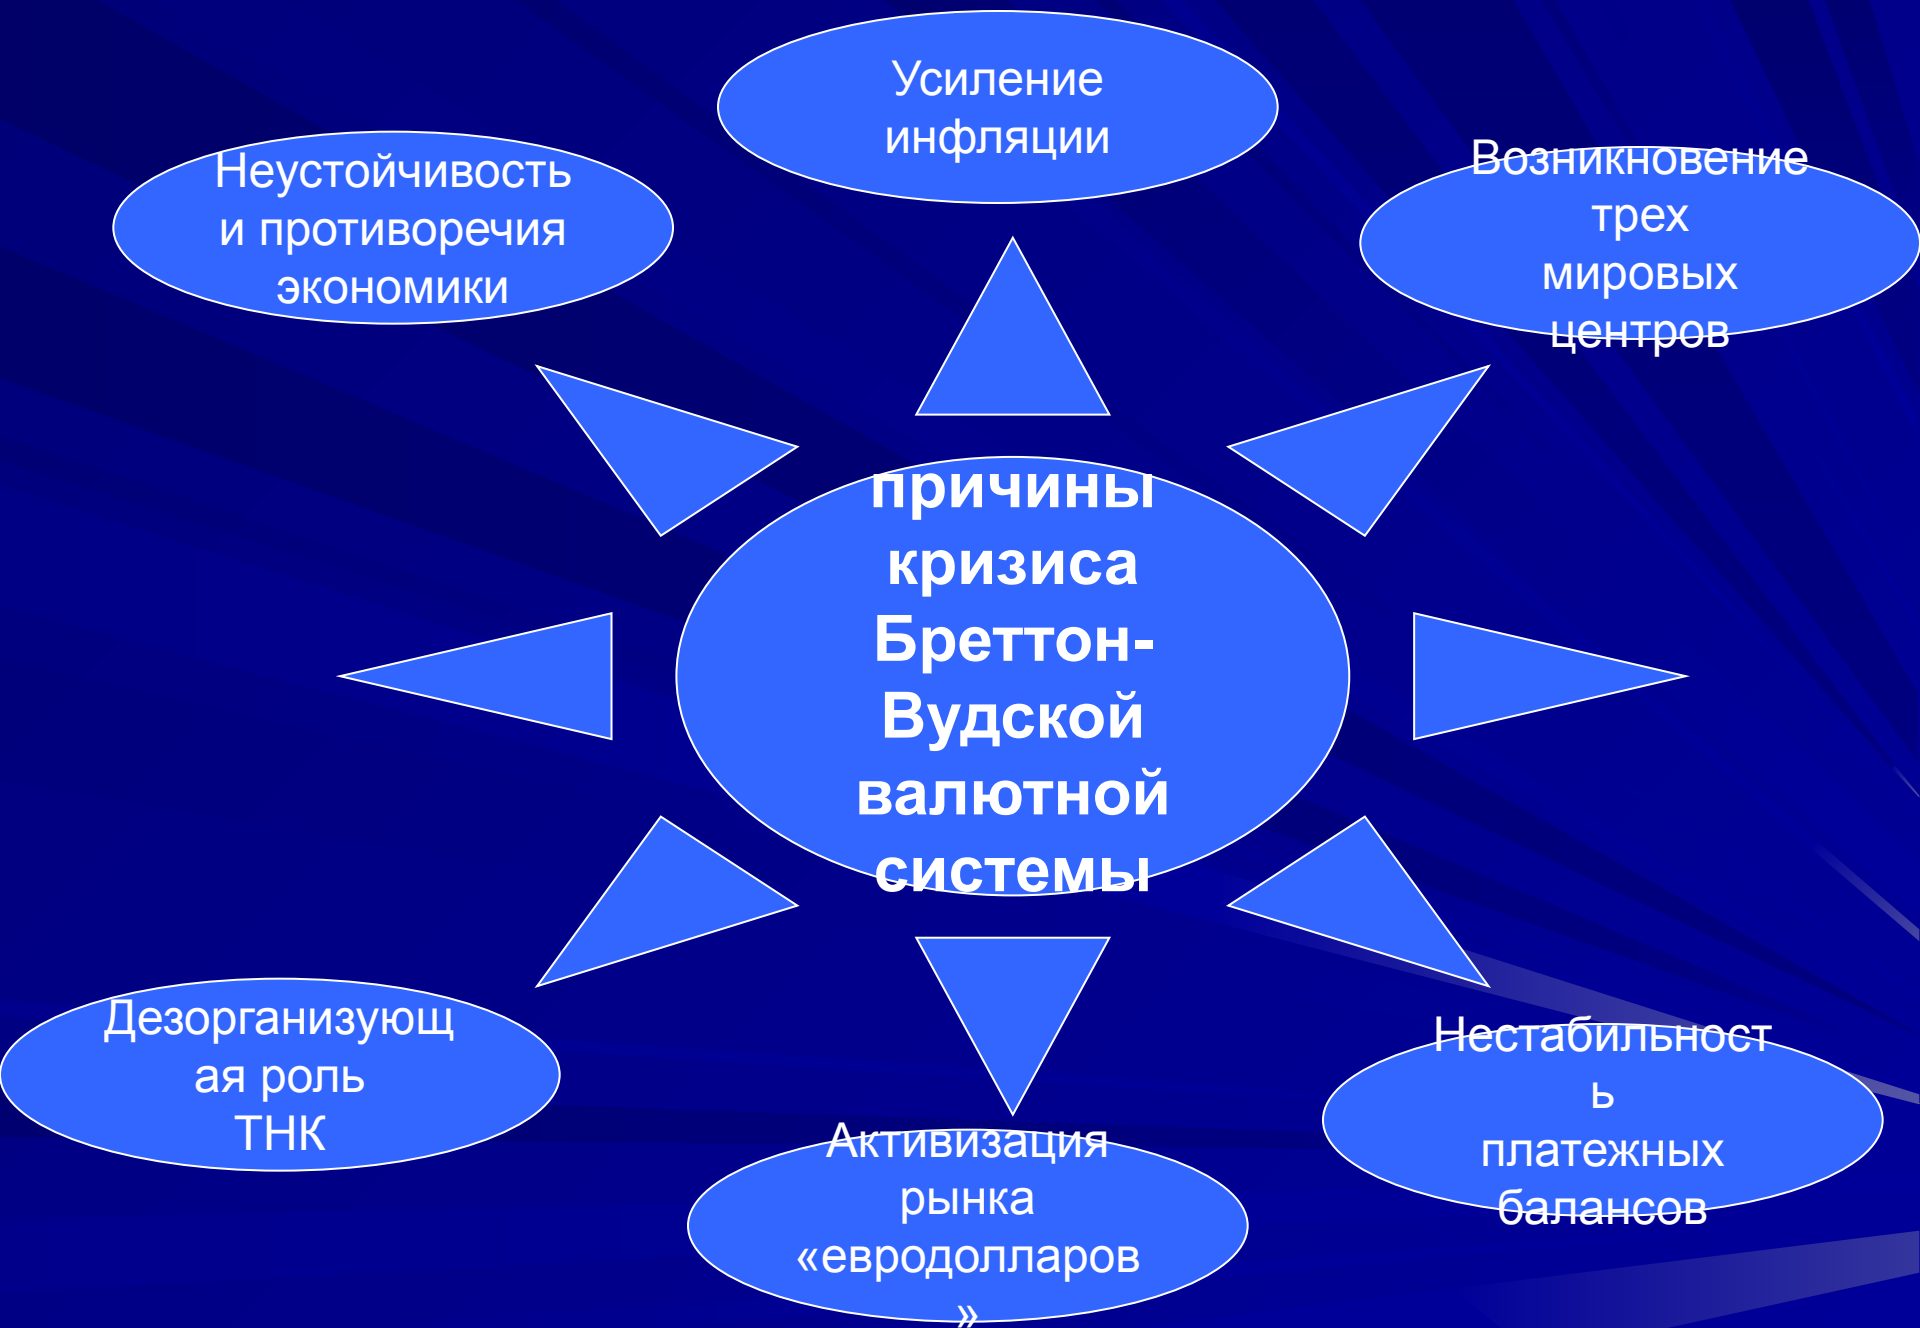 Усиление
инфляции
Неустойчивость
и противоречия
экономики
Возникновение
трех
мировых
центров
причины
кризиса
Бреттон-
Вудской
валютной
системы
Дезорганизующ
ая роль
ТНК
Активизация
рынка
«евродолларов
»
Нестабильност
ь
платежных
балансов